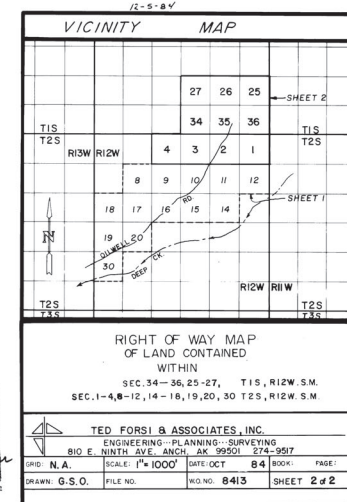 12-5-84
VICINITY MAP
27 26 25
SHEET 2
34 35 36
T1S T1S
T2S T2S
R13W R12W 4 3 2 1
8 9 10 11 12
SHEET 1
18 17 16 15 14
OILWELL RD.
N 19 20
30
DEEP CK.
R12W R11W
T2S T2S
T3S T3S
RIGHT OF WAY MAP
OF LAND CONTAINED
WITHIN
SEC. 34-36, 25-27, T1S, R12W. S.M.
SEC. 1-4, 8-12, 14-18, 19, 20, 30 T2S, R12W. S.M.
TED FORSI & ASSOCIATES, INC.
ENGINEERING···PLANNING···SURVEYING
810 E. NINTH AVE. ANCH, AK 99501 274-9517
GRID: N.A. SCALE: 1"=1000' DATE: OCT 84 BOOK: PAGE:
DRAWN: G.S.O. FILE NO. W.O. NO. 8413 SHEET 2 of 2